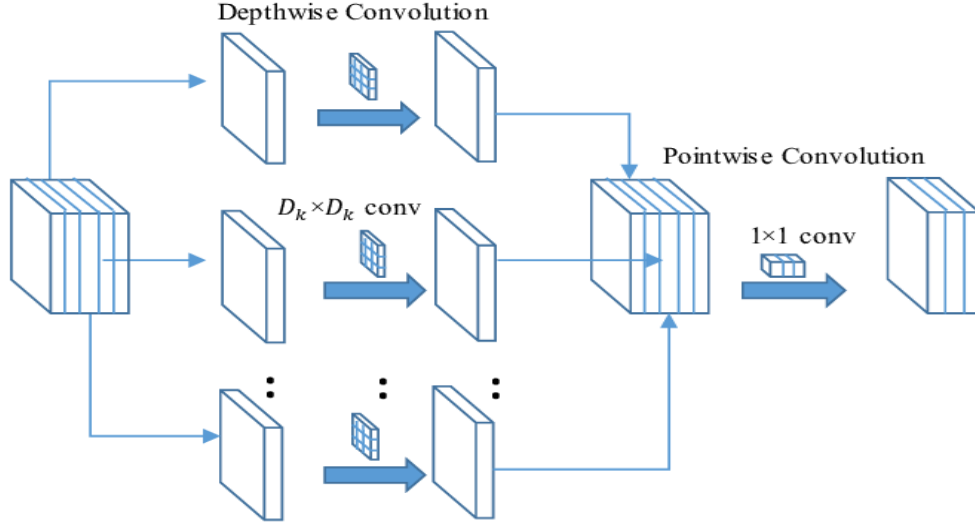 Depthwise Convolution
Pointwise Convolution
D_k×D_k conv
1×1 conv